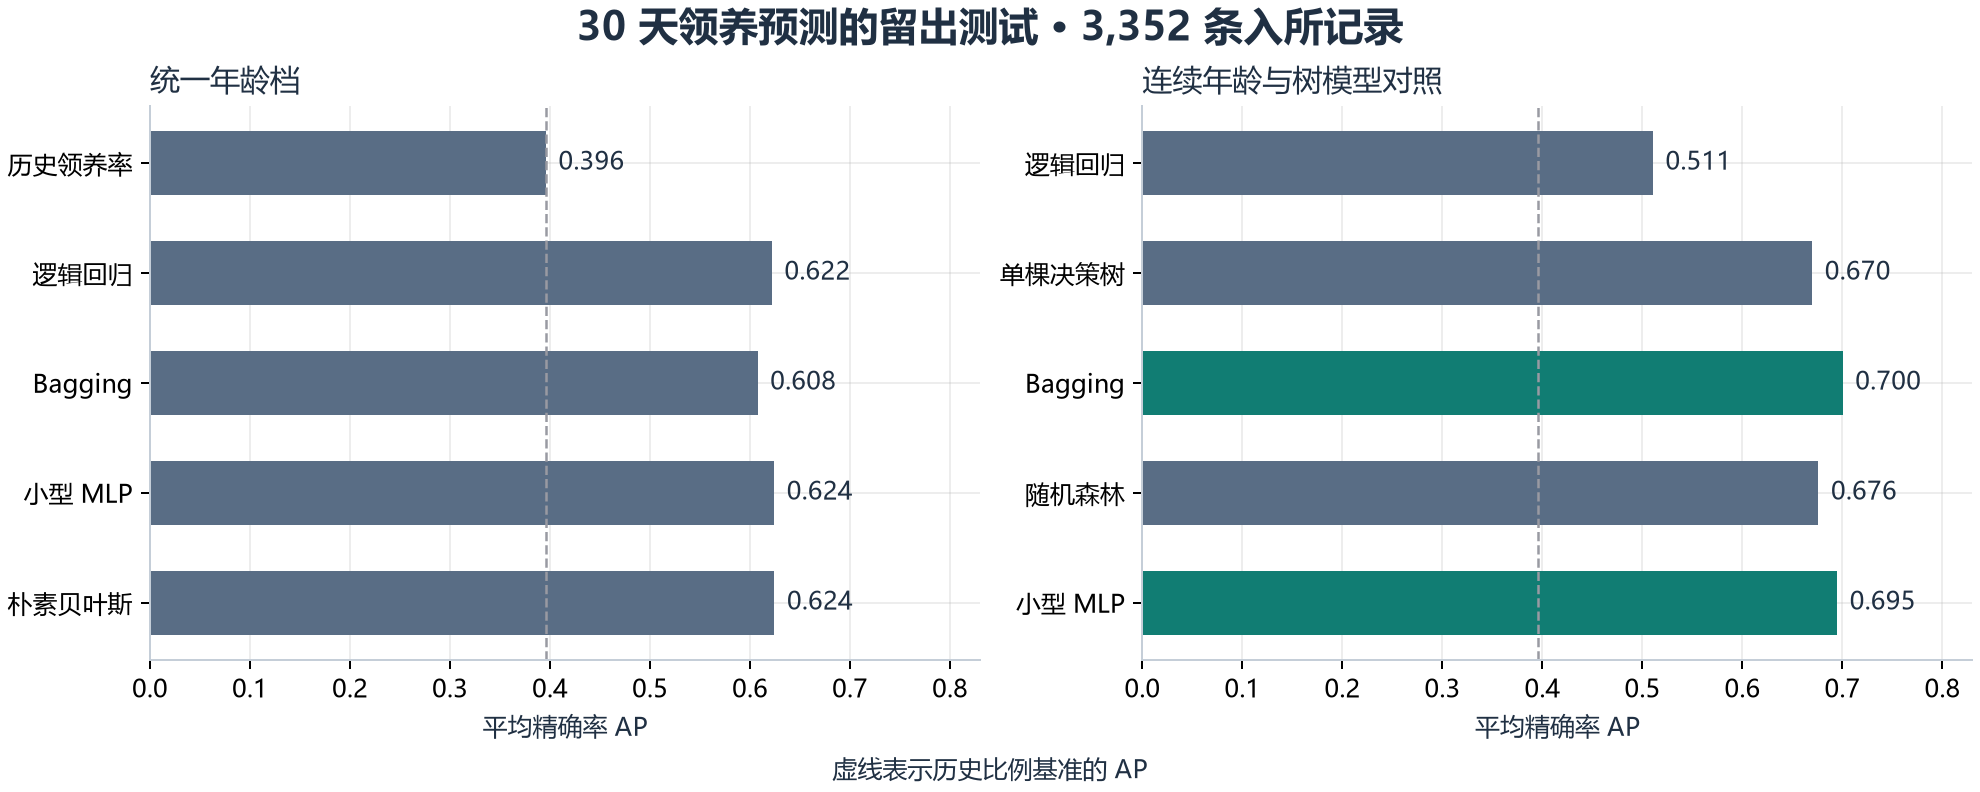 30 天领养预测的留出测试 • 3,352 条入所记录
统一年龄档
历史领养率
0.396
逻辑回归
0.622
Bagging
0.608
小型 MLP
0.624
朴素贝叶斯
0.624
0.0 0.1 0.2 0.3 0.4 0.5 0.6 0.7 0.8
平均精确率 AP
连续年龄与树模型对照
逻辑回归
0.511
单棵决策树
0.670
Bagging
0.700
随机森林
0.676
小型 MLP
0.695
0.0 0.1 0.2 0.3 0.4 0.5 0.6 0.7 0.8
平均精确率 AP
虚线表示历史比例基准的 AP